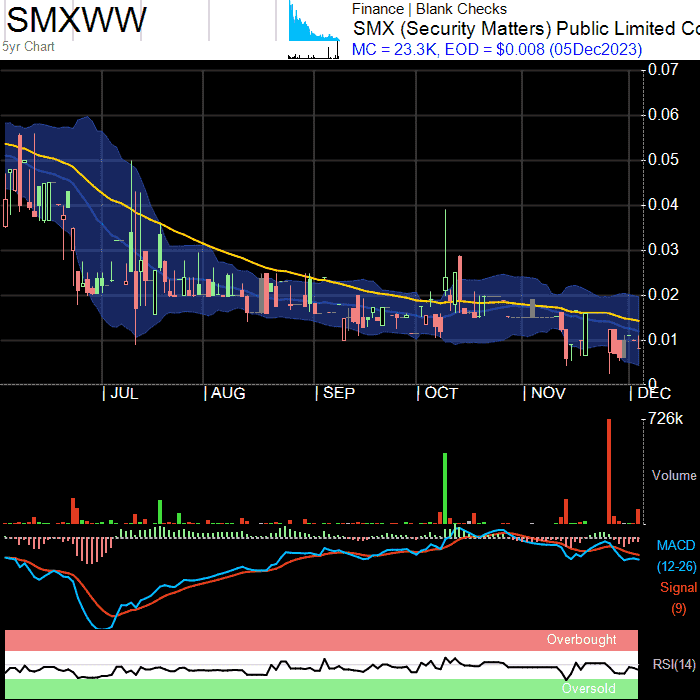 SMXWW
5yr Chart
Finance | Blank Checks
SMX (Security Matters) Public Limited Co
MC = 23.3K, EOD = $0.008 (05Dec2023)
0.07
0.06
0.05
0.04
0.03
0.02
0.01
0
JUL
AUG
SEP
OCT
NOV
DEC
726k
Volume
MACD
(12-26)
Signal
(9)
Overbought
RSI(14)
Oversold